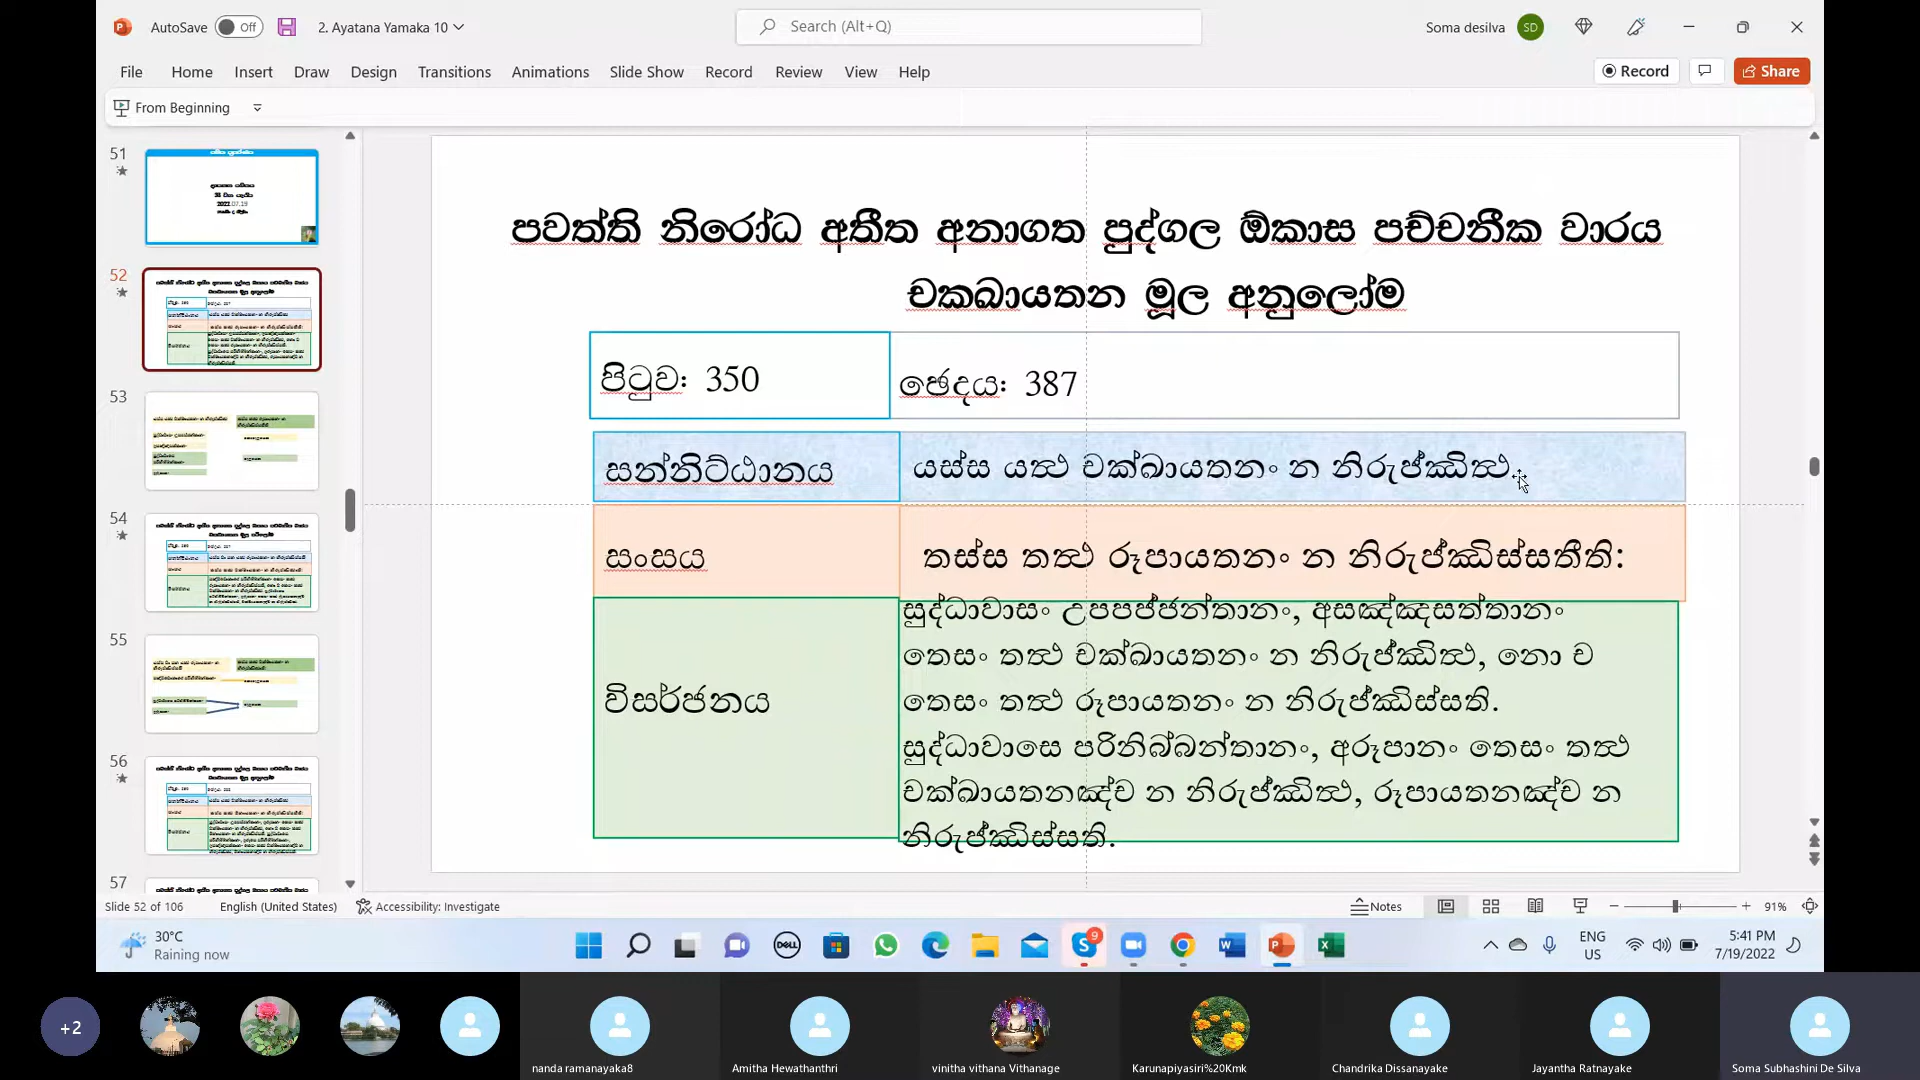 AutoSave Off 2. Ayatana Yamaka 10 Search (Alt+Q) Soma desilva SD
File Home Insert Draw Design Transitions Animations Slide Show Record Review View Help Record Share
From Beginning
51
52
53
54
55
56
57
පවත්ති නිරෝධ අතීත අනාගත පුද්ගල ඕකාස පච්චනීක වාරය
චක්ඛායතන මූල අනුලෝම
පිටුව: 350 ඡෙදය: 387
සන්නිට්ඨානය යස්ස යත්ථ චක්ඛායතනං න නිරුජ්ඣිත්ථ.
සංසය තස්ස තත්ථ රූපායතනං න නිරුජ්ඣිස්සතීති:
විසර්ජනය
සුද්ධාවාසං උපපජ්ජන්තානං, අසඤ්ඤසත්තානං
තෙසං තත්ථ චක්ඛායතනං න නිරුජ්ඣිත්ථ, නො ච
තෙසං තත්ථ රූපායතනං න නිරුජ්ඣිස්සති.
සුද්ධාවාසෙ පරිනිබ්බන්තානං, අරූපානං තෙසං තත්ථ
චක්ඛායතනඤ්ච න නිරුජ්ඣිත්ථ, රූපායතනඤ්ච න
නිරුජ්ඣිස්සති.
Slide 52 of 106 English (United States) Accessibility: Investigate Notes 91%
30°C
Raining now
9
ENG
US
5:41 PM
7/19/2022
+2
nanda ramanayaka8 Amitha Hewathanthri vinitha vithana Vithanage Karunapiyasiri%20Kmk Chandrika Dissanayake Jayantha Ratnayake Soma Subhashini De Silva